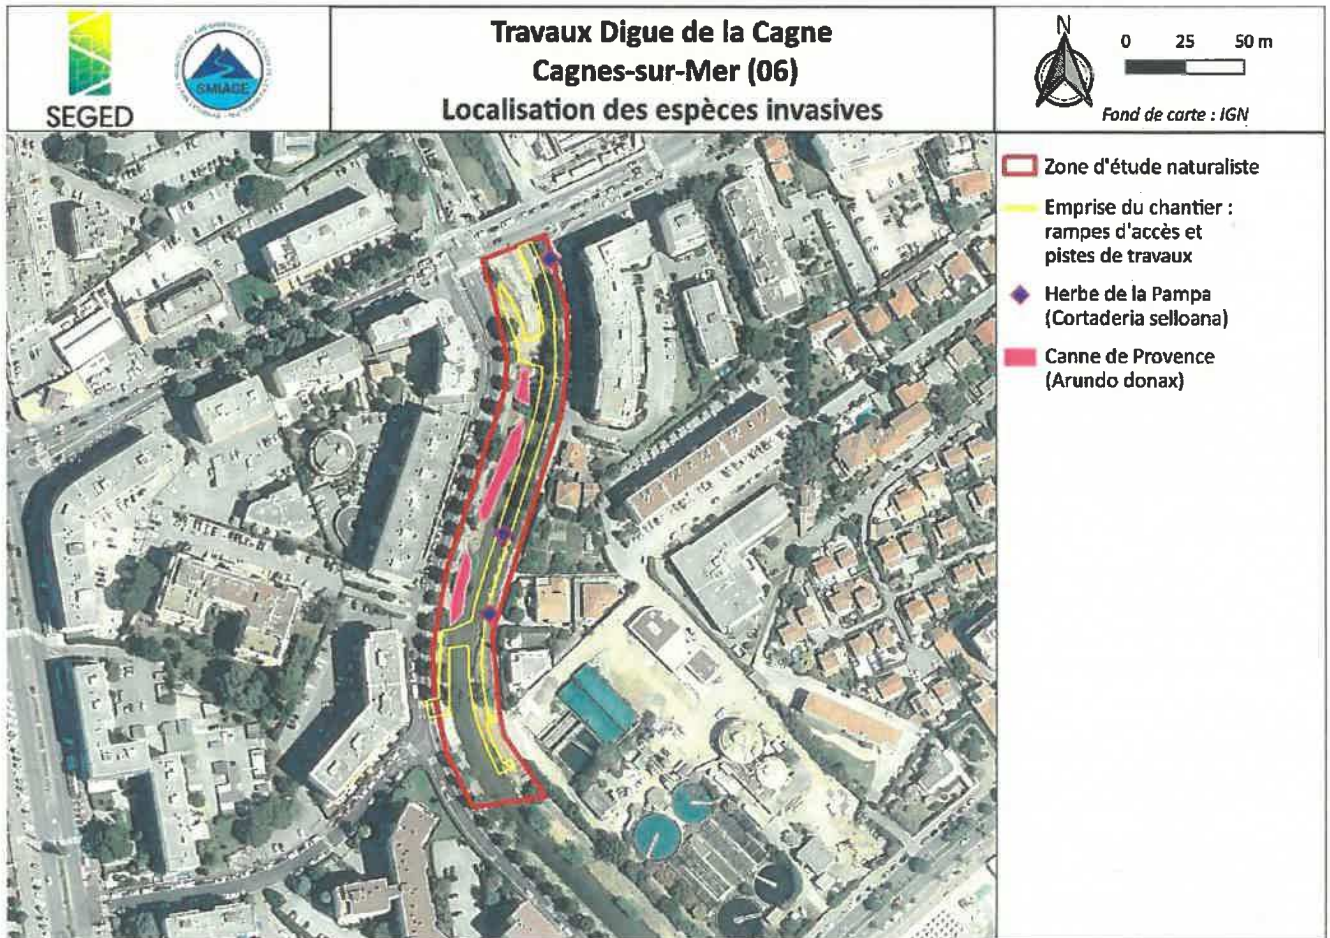 SEGED
SMIAGE
Travaux Digue de la Cagne
Cagnes-sur-Mer (06)
Localisation des espèces invasives
N
0 25 50 m
Fond de carte : IGN
Zone d'étude naturaliste
Emprise du chantier :
rampes d'accès et
pistes de travaux
Herbe de la Pampa
(Cortaderia selloana)
Canne de Provence
(Arundo donax)